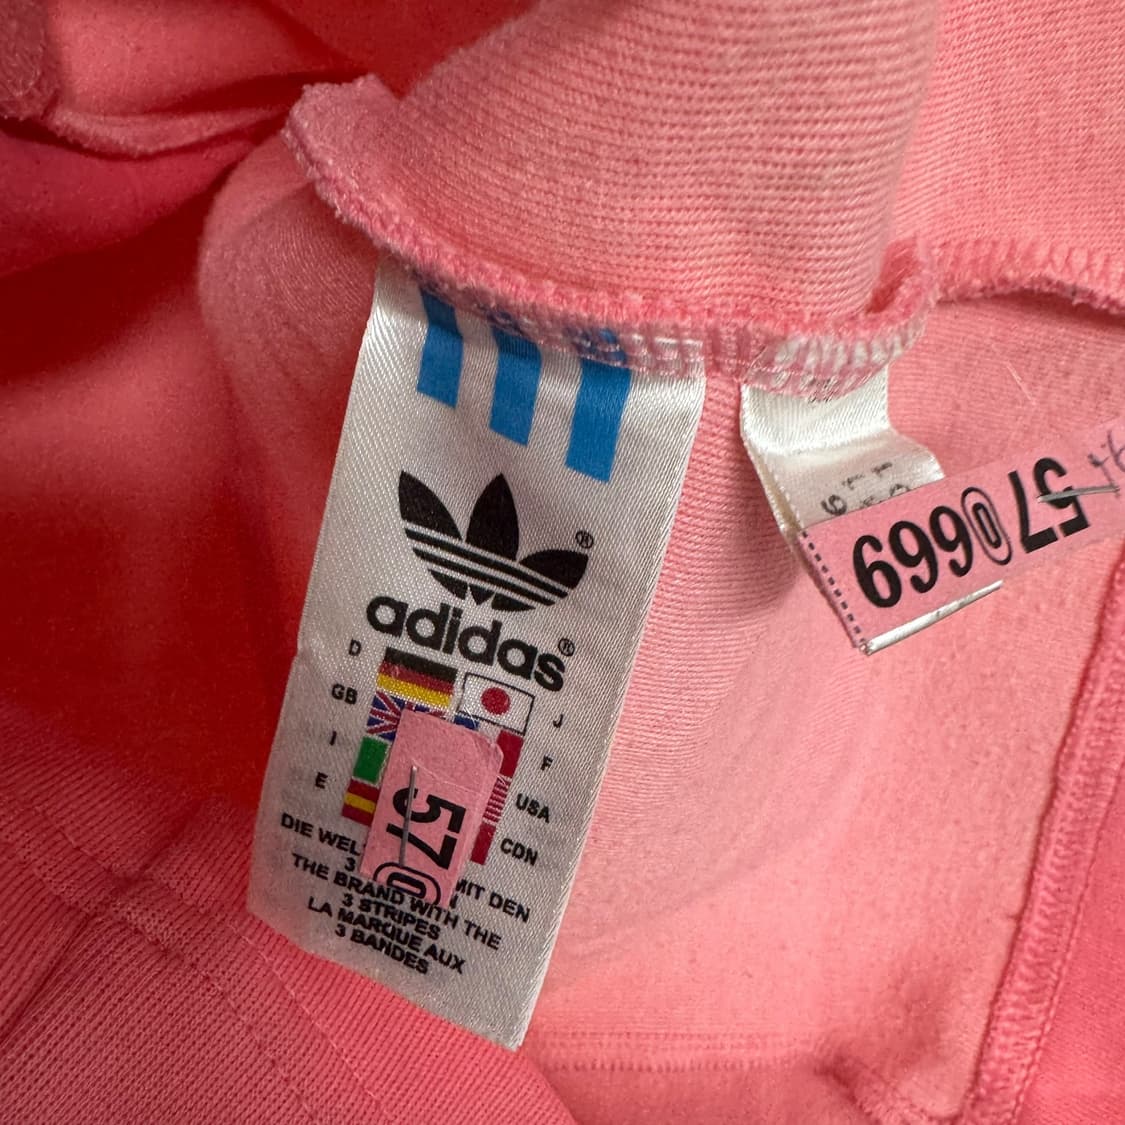 ®
adidas®
D
GB
J
I
F
E
USA
CDN
DIE WEL MIT DEN
3
THE BRAND WITH THE
3 STRIPES
LA MARQUE AUX
3 BANDES
570
570669